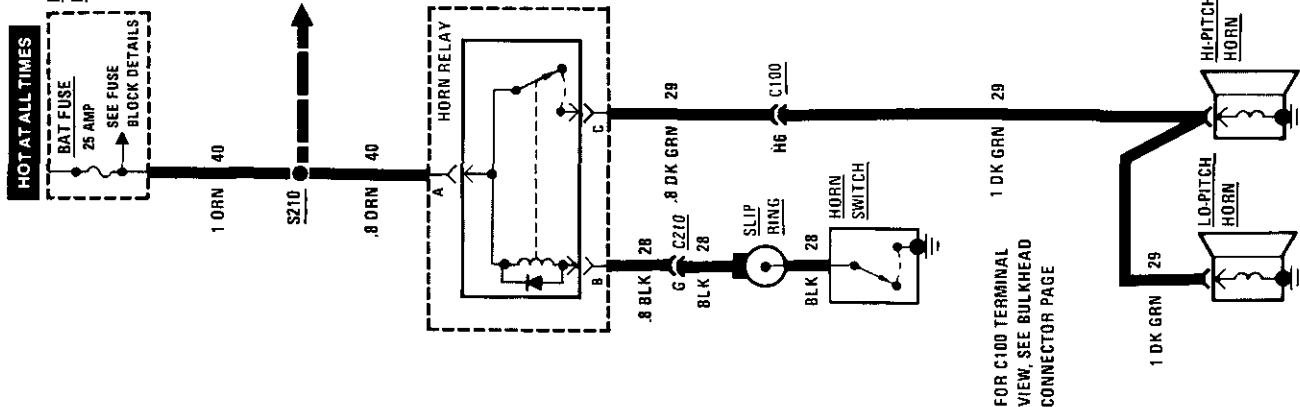 HOT AT ALL TIMES
BAT FUSE
25 AMP
SEE FUSE
BLOCK DETAILS
1 ORN
40
S210
.8 ORN
40
A
HORN RELAY
B
C
.8 BLK
28
G
C210
BLK
28
SLIP
RING
BLK
28
HORN
SWITCH
.8 DK GRN
29
H6
C100
1 DK GRN
29
FOR C100 TERMINAL
VIEW, SEE BULKHEAD
CONNECTOR PAGE
1 DK GRN
29
LO-PITCH
HORN
HI-PITCH
HORN